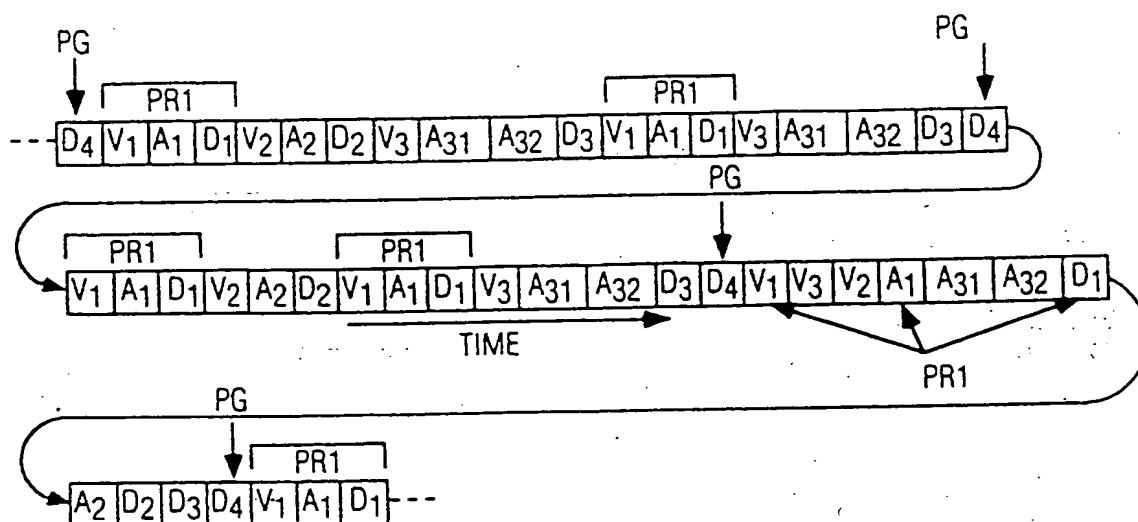 PG PG
PR1 PR1
D4 V1 A1 D1 V2 A2 D2 V3 A31 A32 D3 V1 A1 D1 V3 A31 A32 D3 D4
PG
PR1 PR1
V1 A1 D1 V2 A2 D2 V1 A1 D1 V3 A31 A32 D3 D4 V1 V3 V2 A1 A31 A32 D1
TIME
PR1
PG
PR1
A2 D2 D3 D4 V1 A1 D1